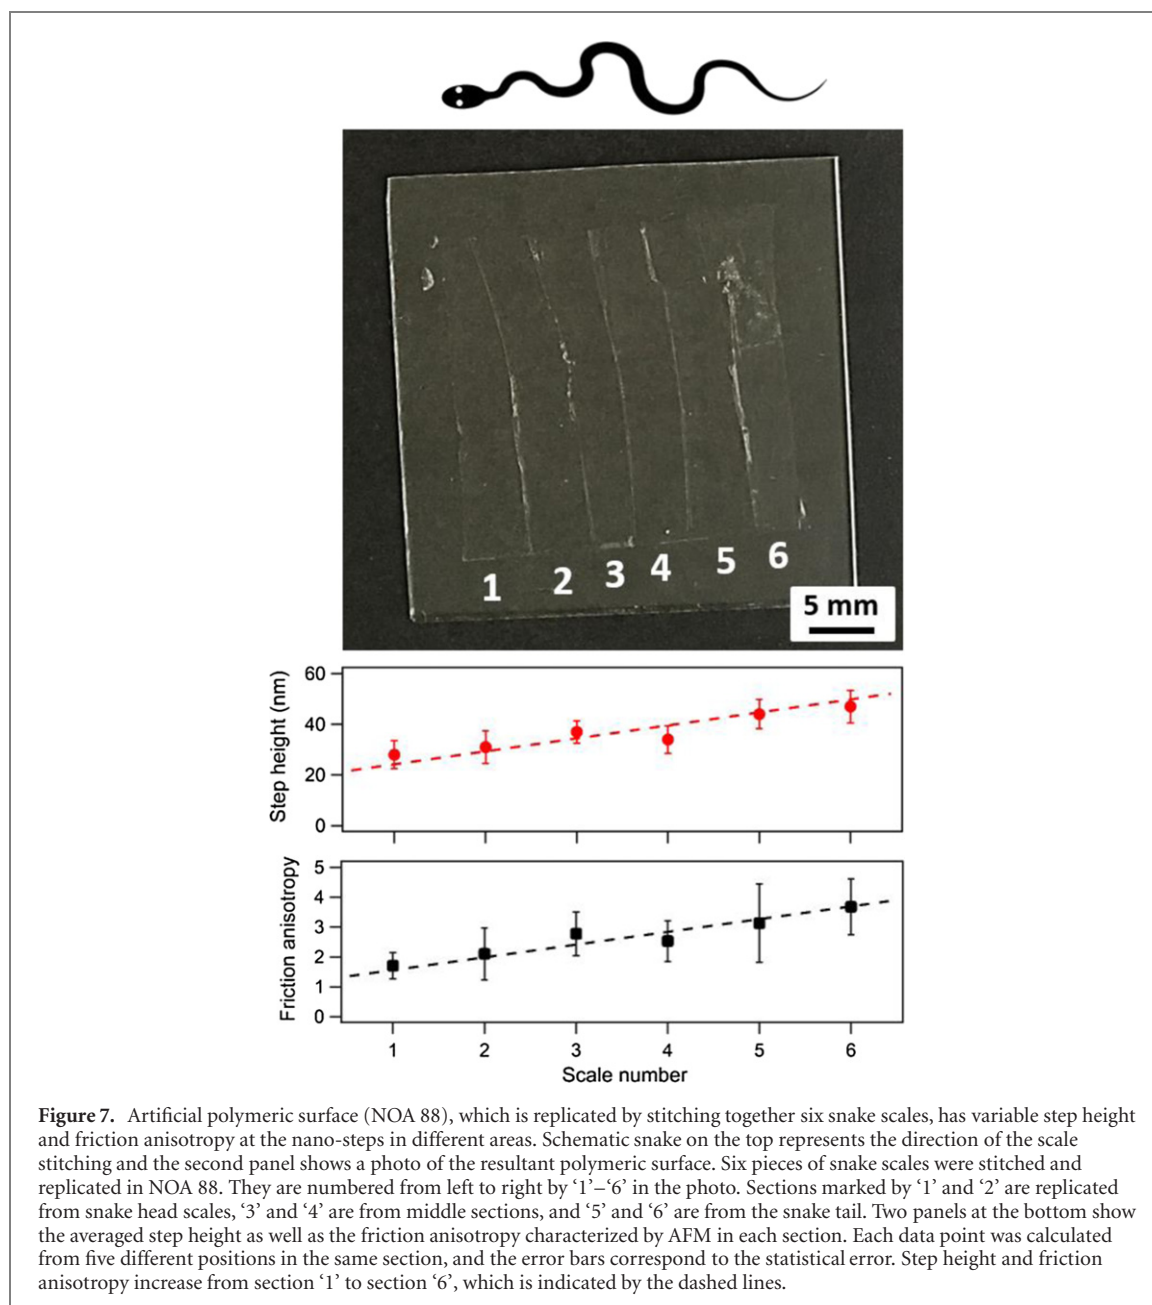 1 2 3 4 5 6
5 mm
Step height (nm)
60
40
20
0
Friction anisotropy
5
4
3
2
1
0
1 2 3 4 5 6
Scale number
Figure 7. Artificial polymeric surface (NOA 88), which is replicated by stitching together six snake scales, has variable step height
and friction anisotropy at the nano-steps in different areas. Schematic snake on the top represents the direction of the scale
stitching and the second panel shows a photo of the resultant polymeric surface. Six pieces of snake scales were stitched and
replicated in NOA 88. They are numbered from left to right by ‘1’–‘6’ in the photo. Sections marked by ‘1’ and ‘2’ are replicated
from snake head scales, ‘3’ and ‘4’ are from middle sections, and ‘5’ and ‘6’ are from the snake tail. Two panels at the bottom show
the averaged step height as well as the friction anisotropy characterized by AFM in each section. Each data point was calculated
from five different positions in the same section, and the error bars correspond to the statistical error. Step height and friction
anisotropy increase from section ‘1’ to section ‘6’, which is indicated by the dashed lines.